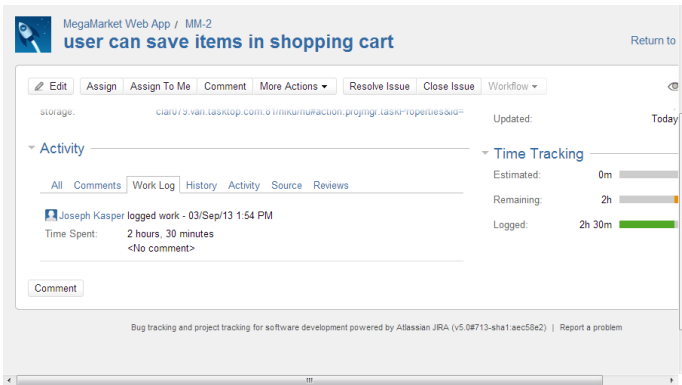 MegaMarket Web App / MM-2
user can save items in shopping cart
Return to
Edit Assign Assign To Me Comment More Actions Resolve Issue Close Issue Workflow
storage:
Updated: Today
Activity
Time Tracking
Estimated: 0m
Remaining: 2h
Logged: 2h 30m
All Comments Work Log History Activity Source Reviews
Joseph Kasper logged work - 03/Sep/13 1:54 PM
Time Spent: 2 hours, 30 minutes
<No comment>
Comment
Bug tracking and project tracking for software development powered by Atlassian JIRA (v5.0#713-sha1:aec58e2) | Report a problem